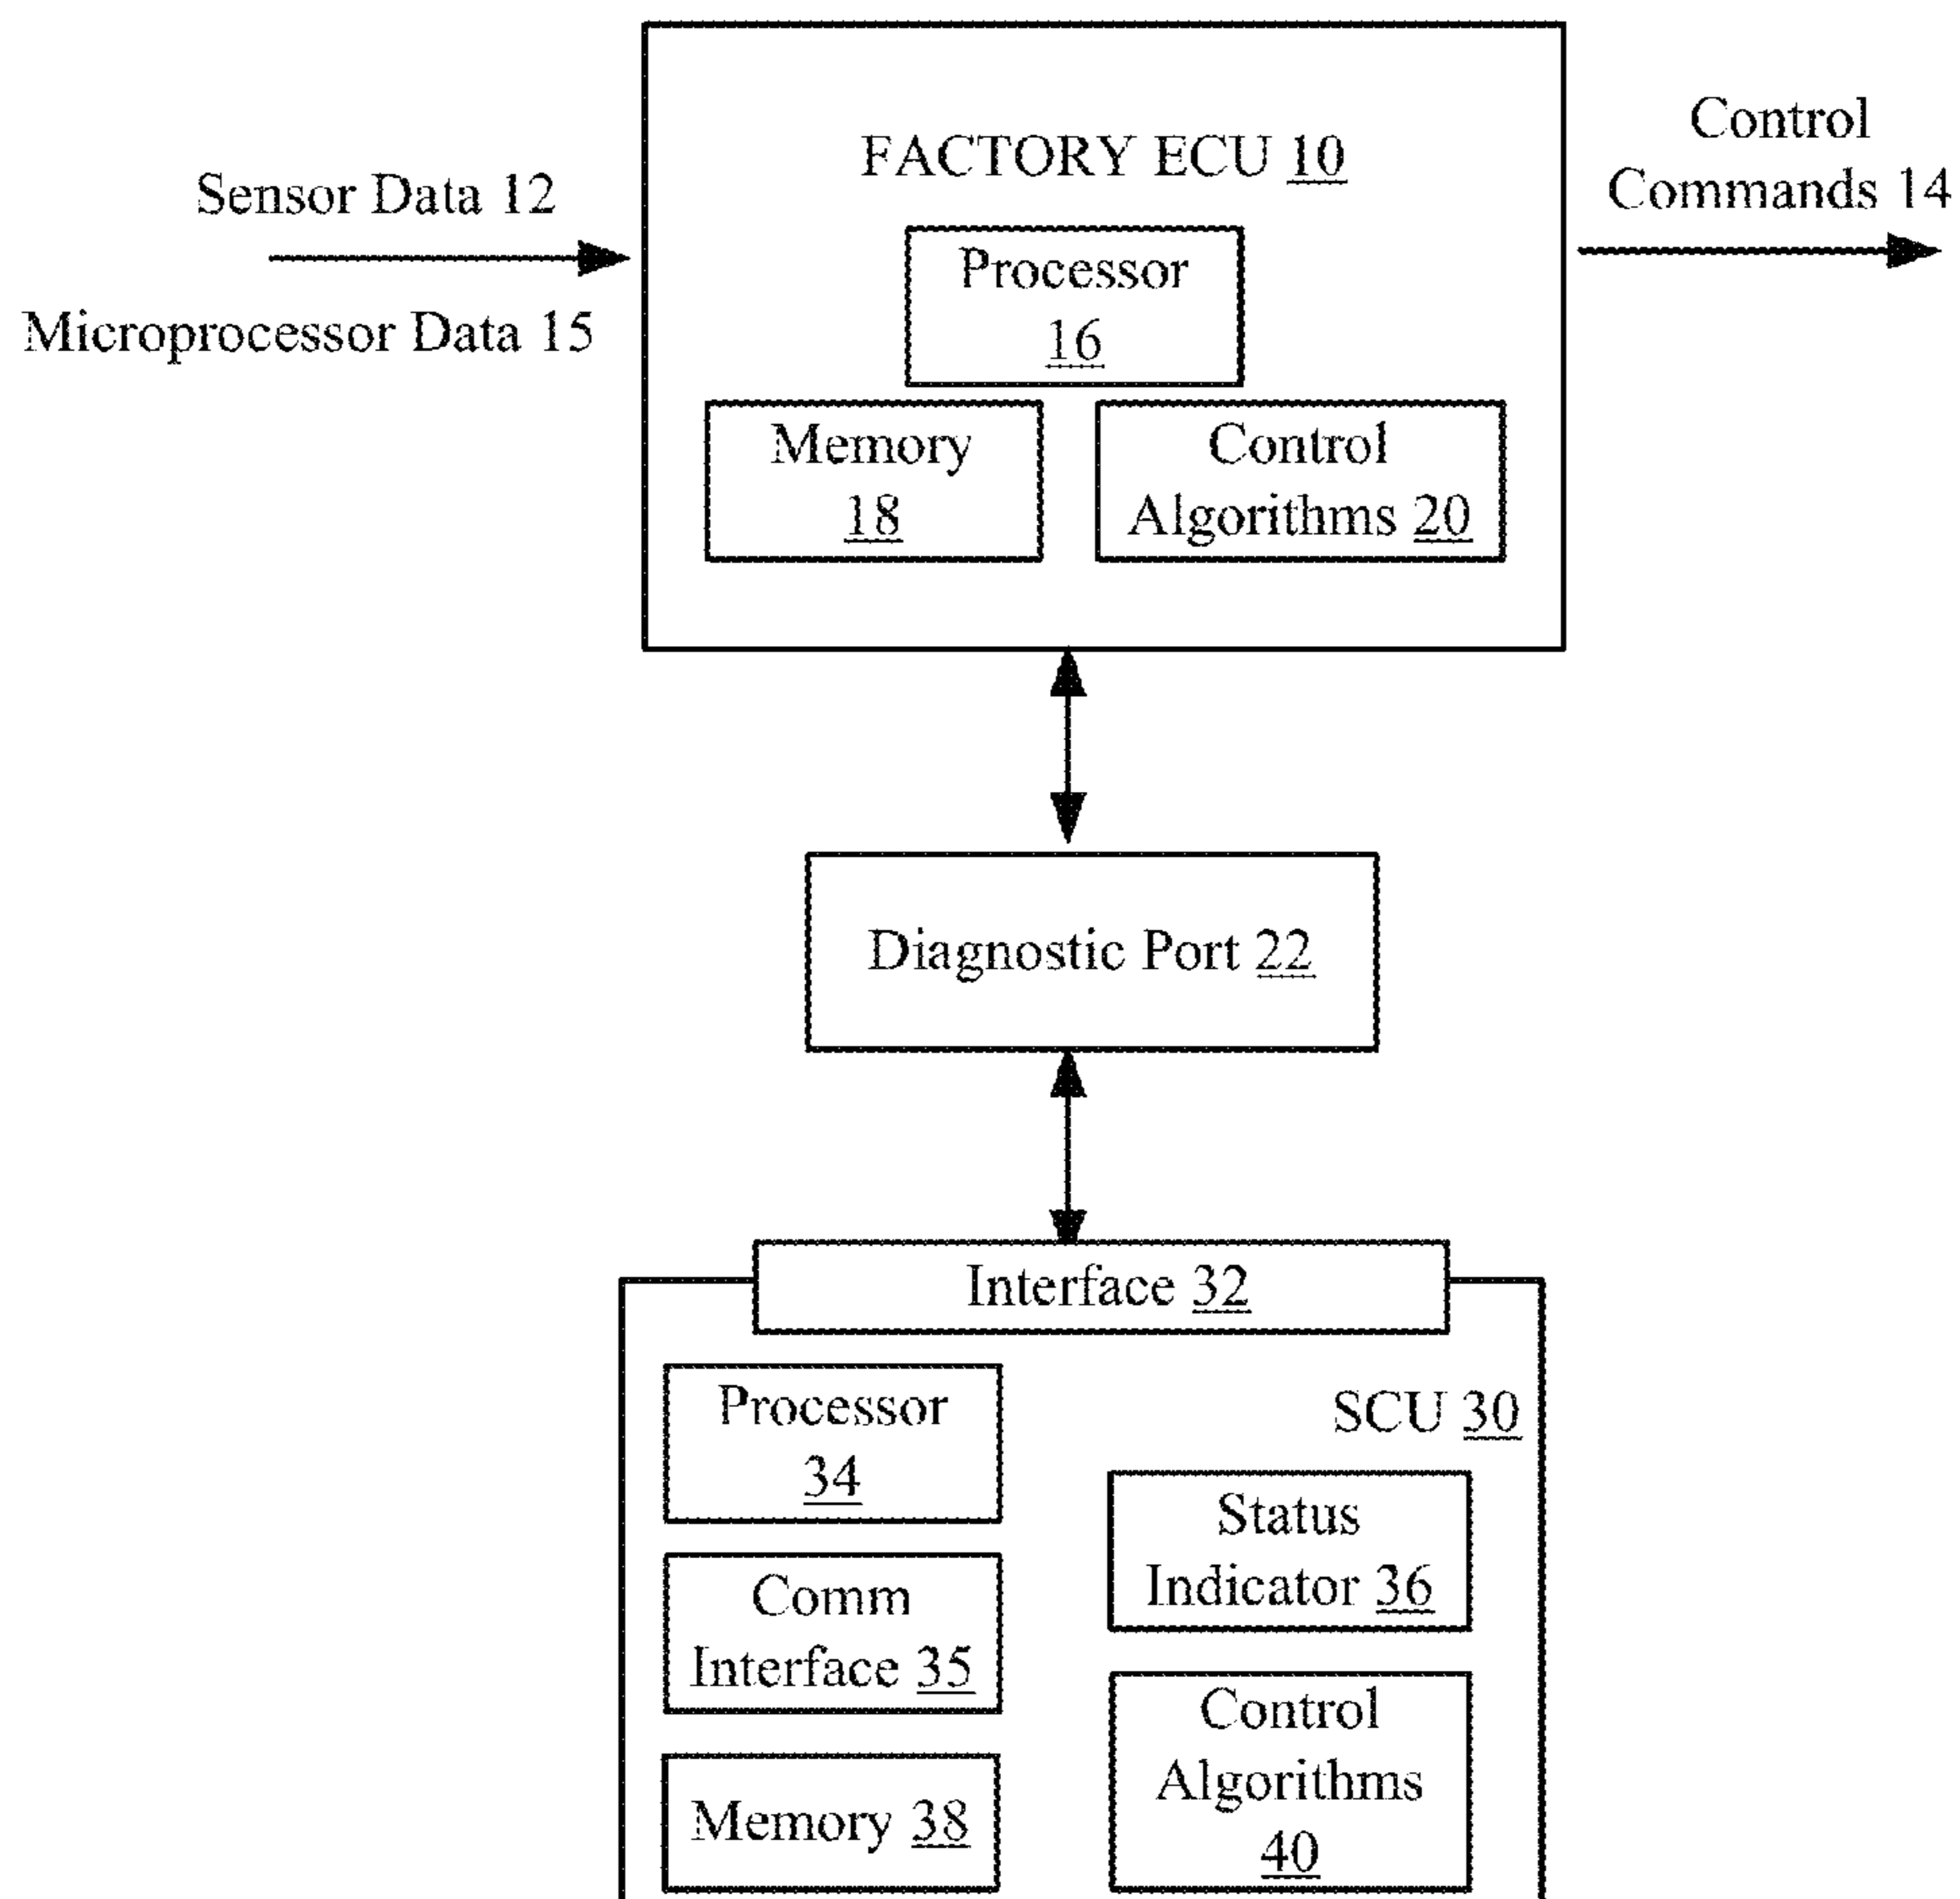 FACTORY ECU 10
Sensor Data 12
Microprocessor Data 15
Control
Commands 14
Processor
16
Memory
18
Control
Algorithms 20
Diagnostic Port 22
Interface 32
SCU 30
Processor
34
Comm
Interface 35
Memory 38
Status
Indicator 36
Control
Algorithms
40